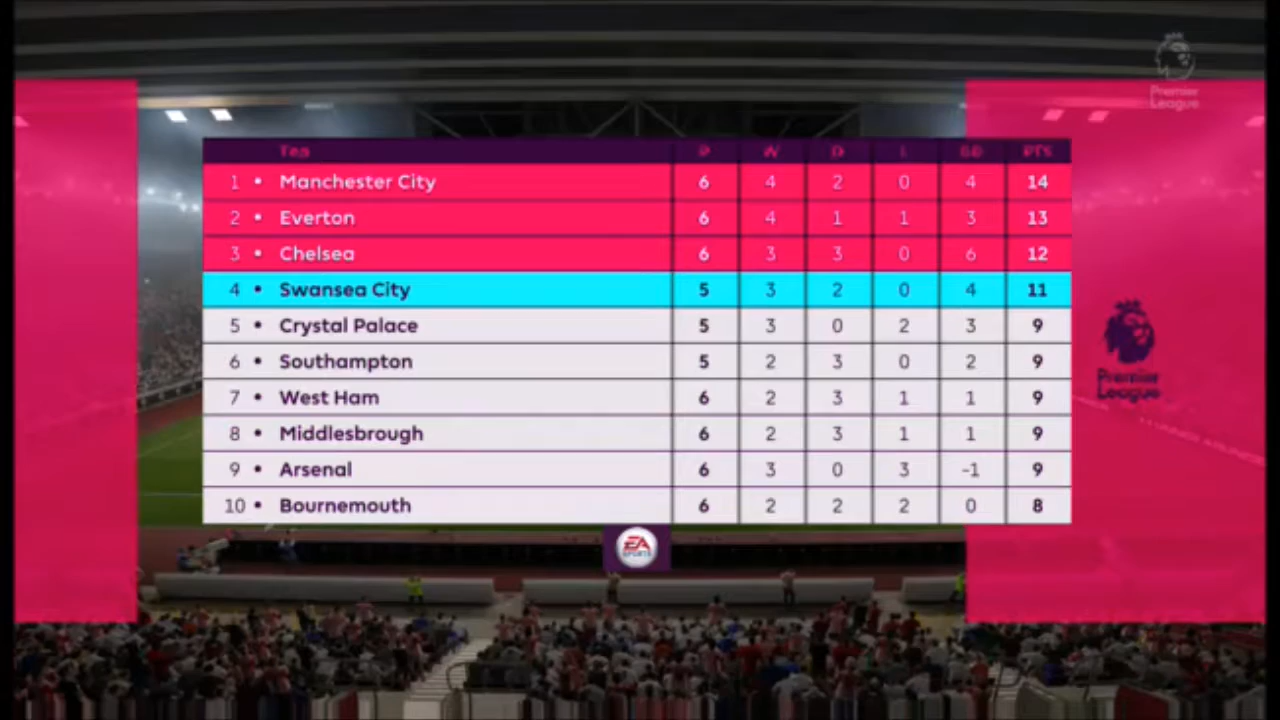 Premier
League
Tea P W D L GD PTS
1 • Manchester City 6 4 2 0 4 14
2 • Everton 6 4 1 1 3 13
3 • Chelsea 6 3 3 0 6 12
4 • Swansea City 5 3 2 0 4 11
5 • Crystal Palace 5 3 0 2 3 9
6 • Southampton 5 2 3 0 2 9
7 • West Ham 6 2 3 1 1 9
8 • Middlesbrough 6 2 3 1 1 9
9 • Arsenal 6 3 0 3 -1 9
10 • Bournemouth 6 2 2 2 0 8
Premier
League
EA
SPORTS